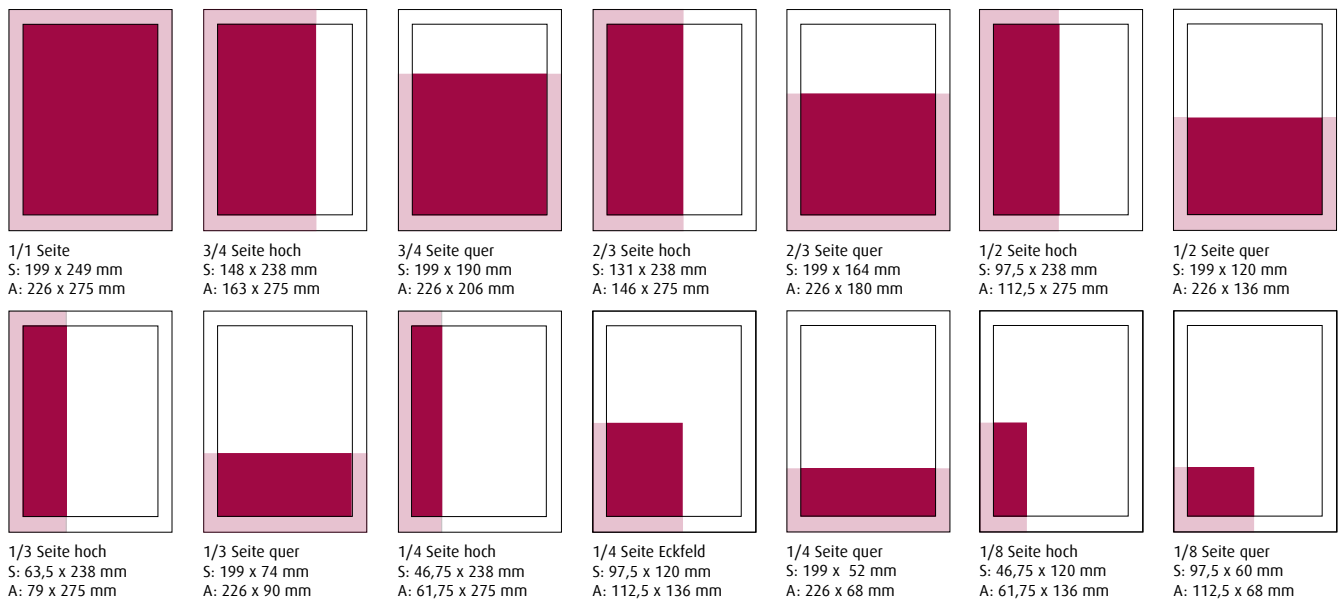 1/1 Seite
S: 199 x 249 mm
A: 226 x 275 mm
3/4 Seite hoch
S: 148 x 238 mm
A: 163 x 275 mm
3/4 Seite quer
S: 199 x 190 mm
A: 226 x 206 mm
2/3 Seite hoch
S: 131 x 238 mm
A: 146 x 275 mm
2/3 Seite quer
S: 199 x 164 mm
A: 226 x 180 mm
1/2 Seite hoch
S: 97,5 x 238 mm
A: 112,5 x 275 mm
1/2 Seite quer
S: 199 x 120 mm
A: 226 x 136 mm
1/3 Seite hoch
S: 63,5 x 238 mm
A: 79 x 275 mm
1/3 Seite quer
S: 199 x 74 mm
A: 226 x 90 mm
1/4 Seite hoch
S: 46,75 x 238 mm
A: 61,75 x 275 mm
1/4 Seite Eckfeld
S: 97,5 x 120 mm
A: 112,5 x 136 mm
1/4 Seite quer
S: 199 x 52 mm
A: 226 x 68 mm
1/8 Seite hoch
S: 46,75 x 120 mm
A: 61,75 x 136 mm
1/8 Seite quer
S: 97,5 x 60 mm
A: 112,5 x 68 mm